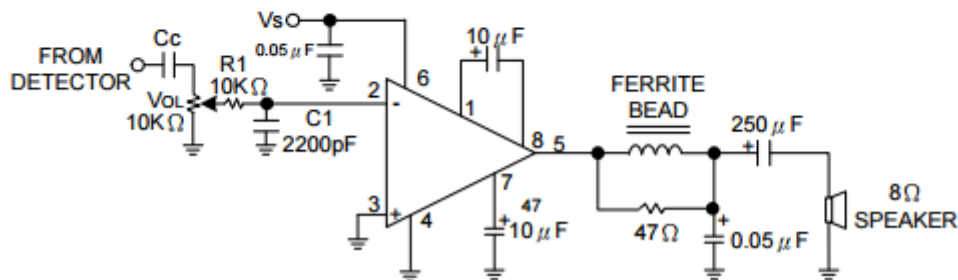 FROM
DETECTOR
Cc
VOL
10KΩ
R1
10KΩ
C1
2200pF
Vs
0.05μF
6
2
-
3
+
4
1
10μF
+
8
5
7
47
+
10μF
FERRITE
BEAD
47Ω
+
0.05μF
250μF
+
8Ω
SPEAKER